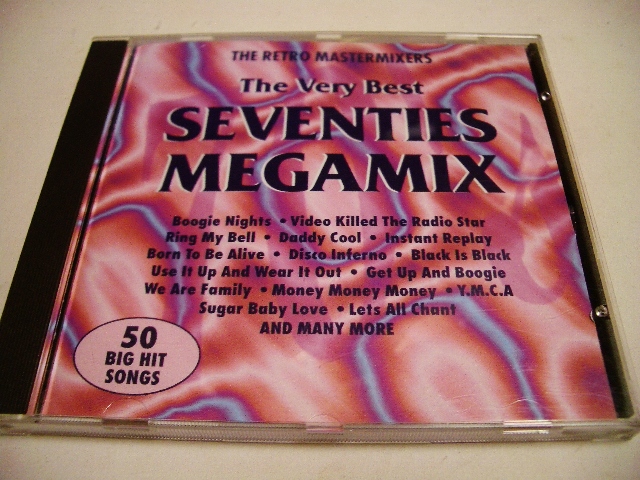 THE RETRO MASTERMIXERS
The Very Best
SEVENTIES
MEGAMIX
Boogie Nights • Video Killed The Radio Star
Ring My Bell • Daddy Cool • Instant Replay
Born To Be Alive • Disco Inferno • Black Is Black
Use It Up And Wear It Out • Get Up And Boogie
We Are Family • Money Money Money • Y.M.C.A
Sugar Baby Love • Lets All Chant
AND MANY MORE
50
BIG HIT
SONGS